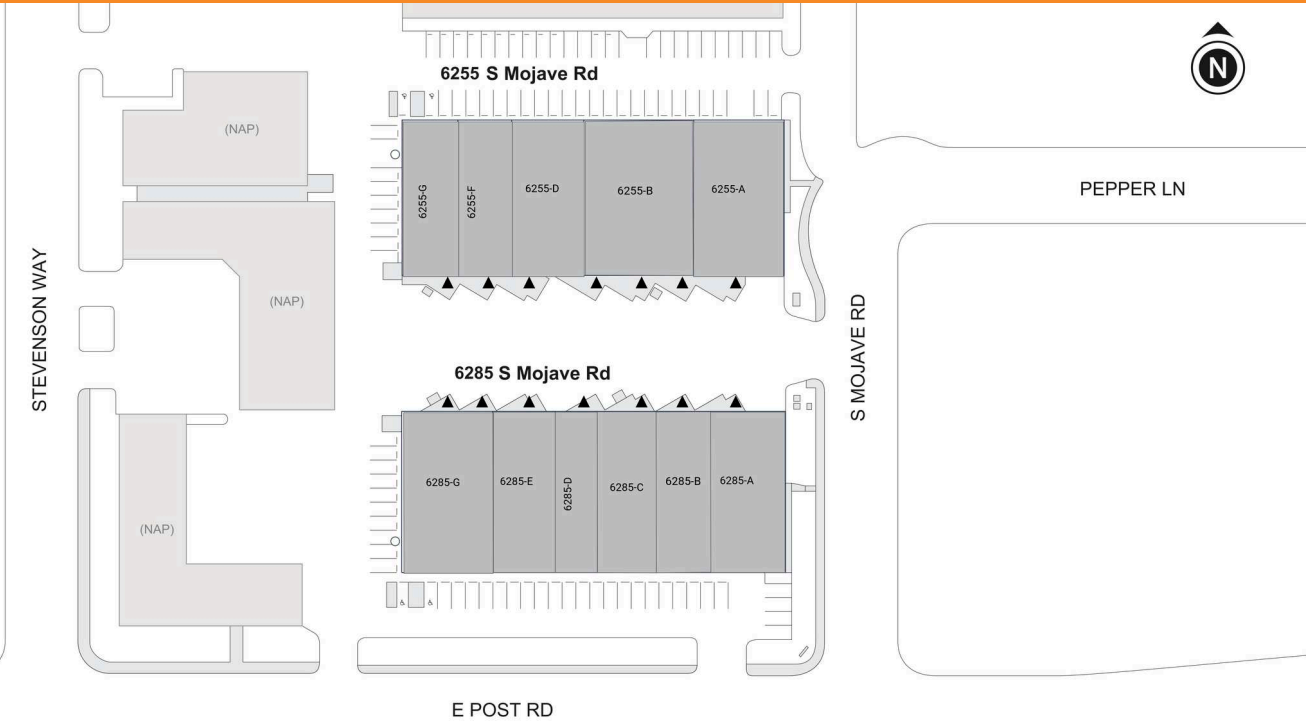 6255 S Mojave Rd
N
(NAP)
6255-G
6255-F
6255-D
6255-B
6255-A
PEPPER LN
(NAP)
STEVENSON WAY
S MOJAVE RD
6285 S Mojave Rd
6285-G
6285-E
6285-D
6285-C
6285-B
6285-A
(NAP)
E POST RD